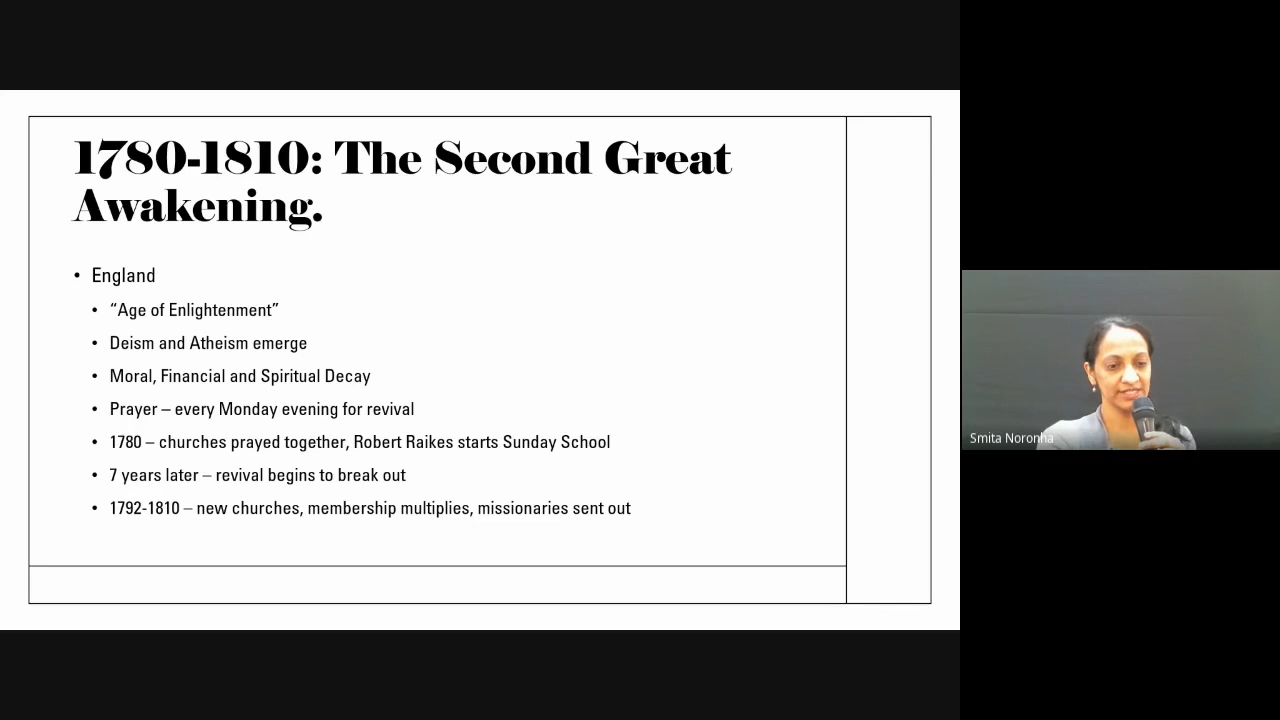 1780-1810: The Second Great
Awakening.
• England
• “Age of Enlightenment”
• Deism and Atheism emerge
• Moral, Financial and Spiritual Decay
• Prayer – every Monday evening for revival
• 1780 – churches prayed together, Robert Raikes starts Sunday School
• 7 years later – revival begins to break out
• 1792-1810 – new churches, membership multiplies, missionaries sent out
Smita Noronha